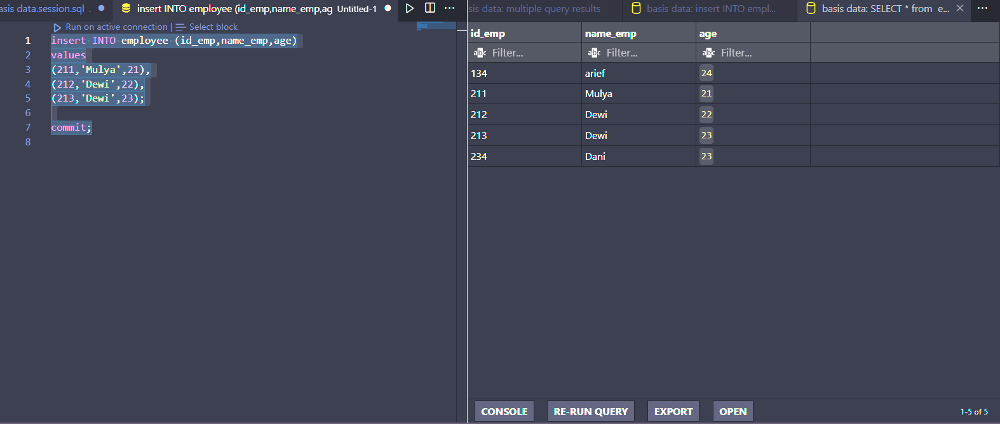 asis data.session.sql .
insert INTO employee (id_emp,name_emp,ag Untitled-1
sis data: multiple query results
basis data: insert INTO empl...
basis data: SELECT * from e...
Run on active connection | Select block
1 insert INTO employee (id_emp,name_emp,age)
2 values
3 (211,'Mulya',21),
4 (212,'Dewi',22),
5 (213,'Dewi',23);
6
7 commit;
8
id_emp name_emp age
abc Filter... abc Filter... abc Filter...
134 arief 24
211 Mulya 21
212 Dewi 22
213 Dewi 23
234 Dani 23
CONSOLE RE-RUN QUERY EXPORT OPEN 1-5 of 5